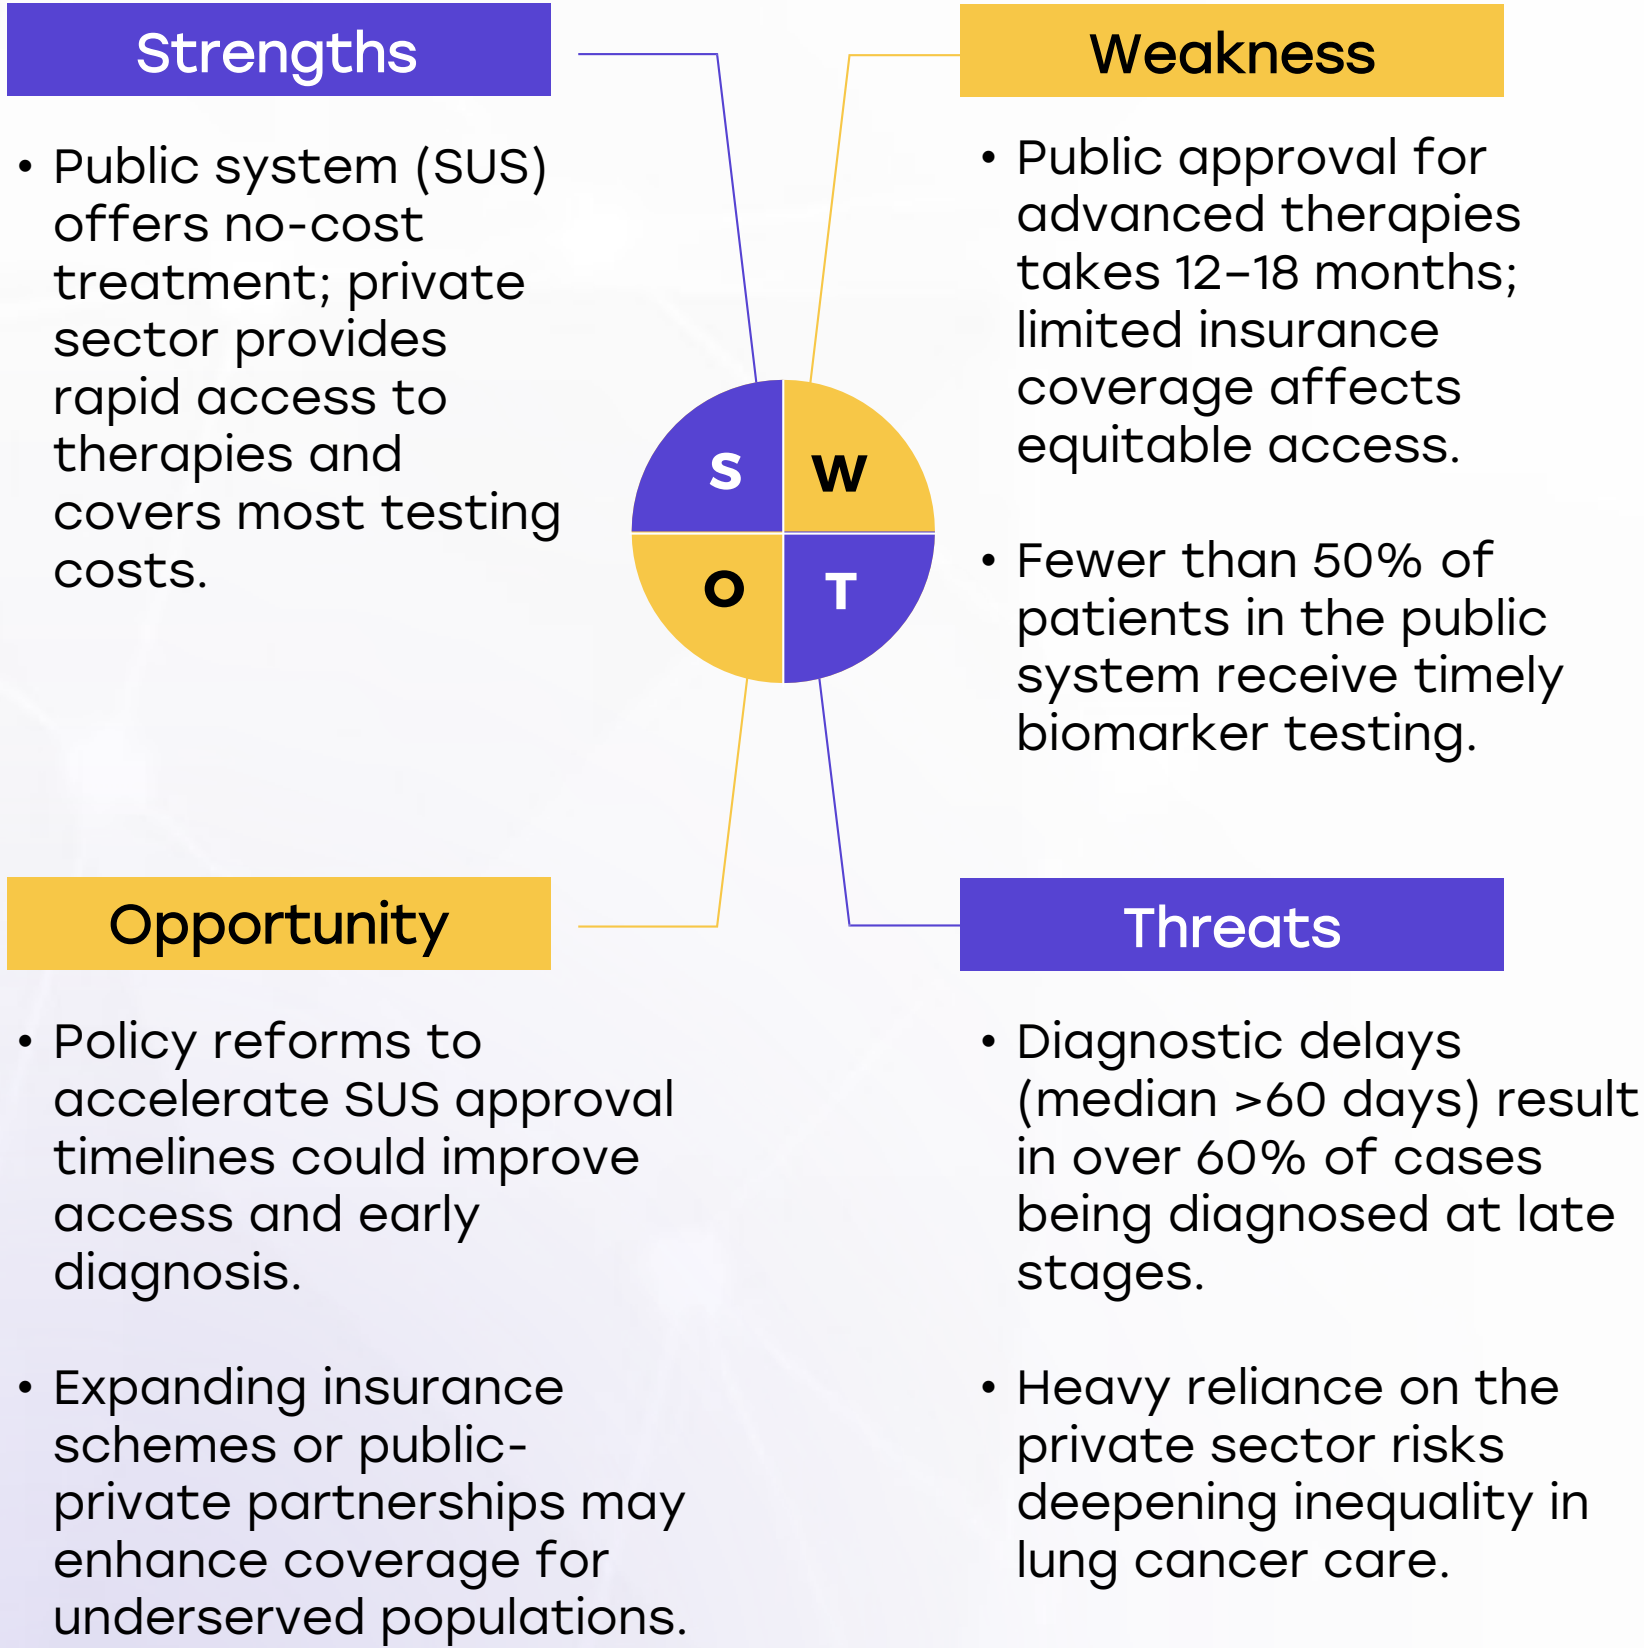 Strengths
• Public system (SUS)
offers no-cost
treatment; private
sector provides
rapid access to
therapies and
covers most testing
costs.
Weakness
• Public approval for
advanced therapies
takes 12–18 months;
limited insurance
coverage affects
equitable access.
• Fewer than 50% of
patients in the public
system receive timely
biomarker testing.
S
W
O
T
Opportunity
• Policy reforms to
accelerate SUS approval
timelines could improve
access and early
diagnosis.
• Expanding insurance
schemes or public-
private partnerships may
enhance coverage for
underserved populations.
Threats
• Diagnostic delays
(median >60 days) result
in over 60% of cases
being diagnosed at late
stages.
• Heavy reliance on the
private sector risks
deepening inequality in
lung cancer care.